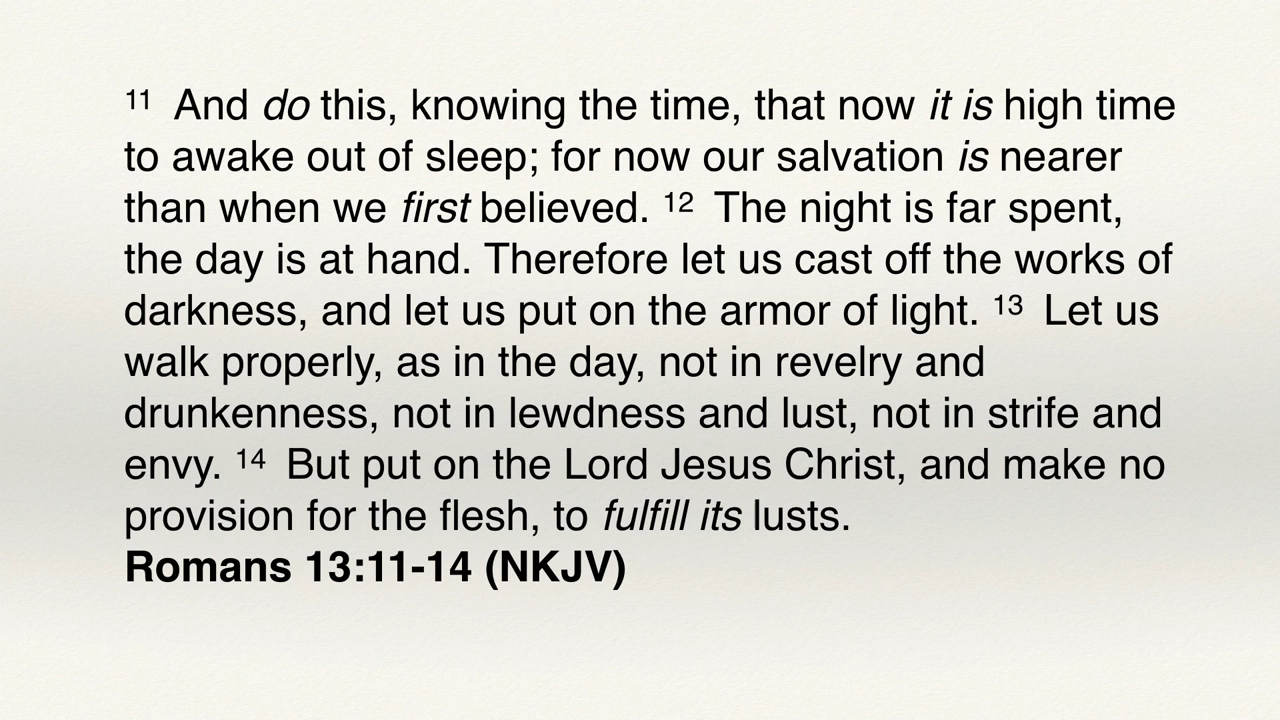 11 And do this, knowing the time, that now it is high time
to awake out of sleep; for now our salvation is nearer
than when we first believed. 12 The night is far spent,
the day is at hand. Therefore let us cast off the works of
darkness, and let us put on the armor of light. 13 Let us
walk properly, as in the day, not in revelry and
drunkenness, not in lewdness and lust, not in strife and
envy. 14 But put on the Lord Jesus Christ, and make no
provision for the flesh, to fulfill its lusts.
Romans 13:11-14 (NKJV)